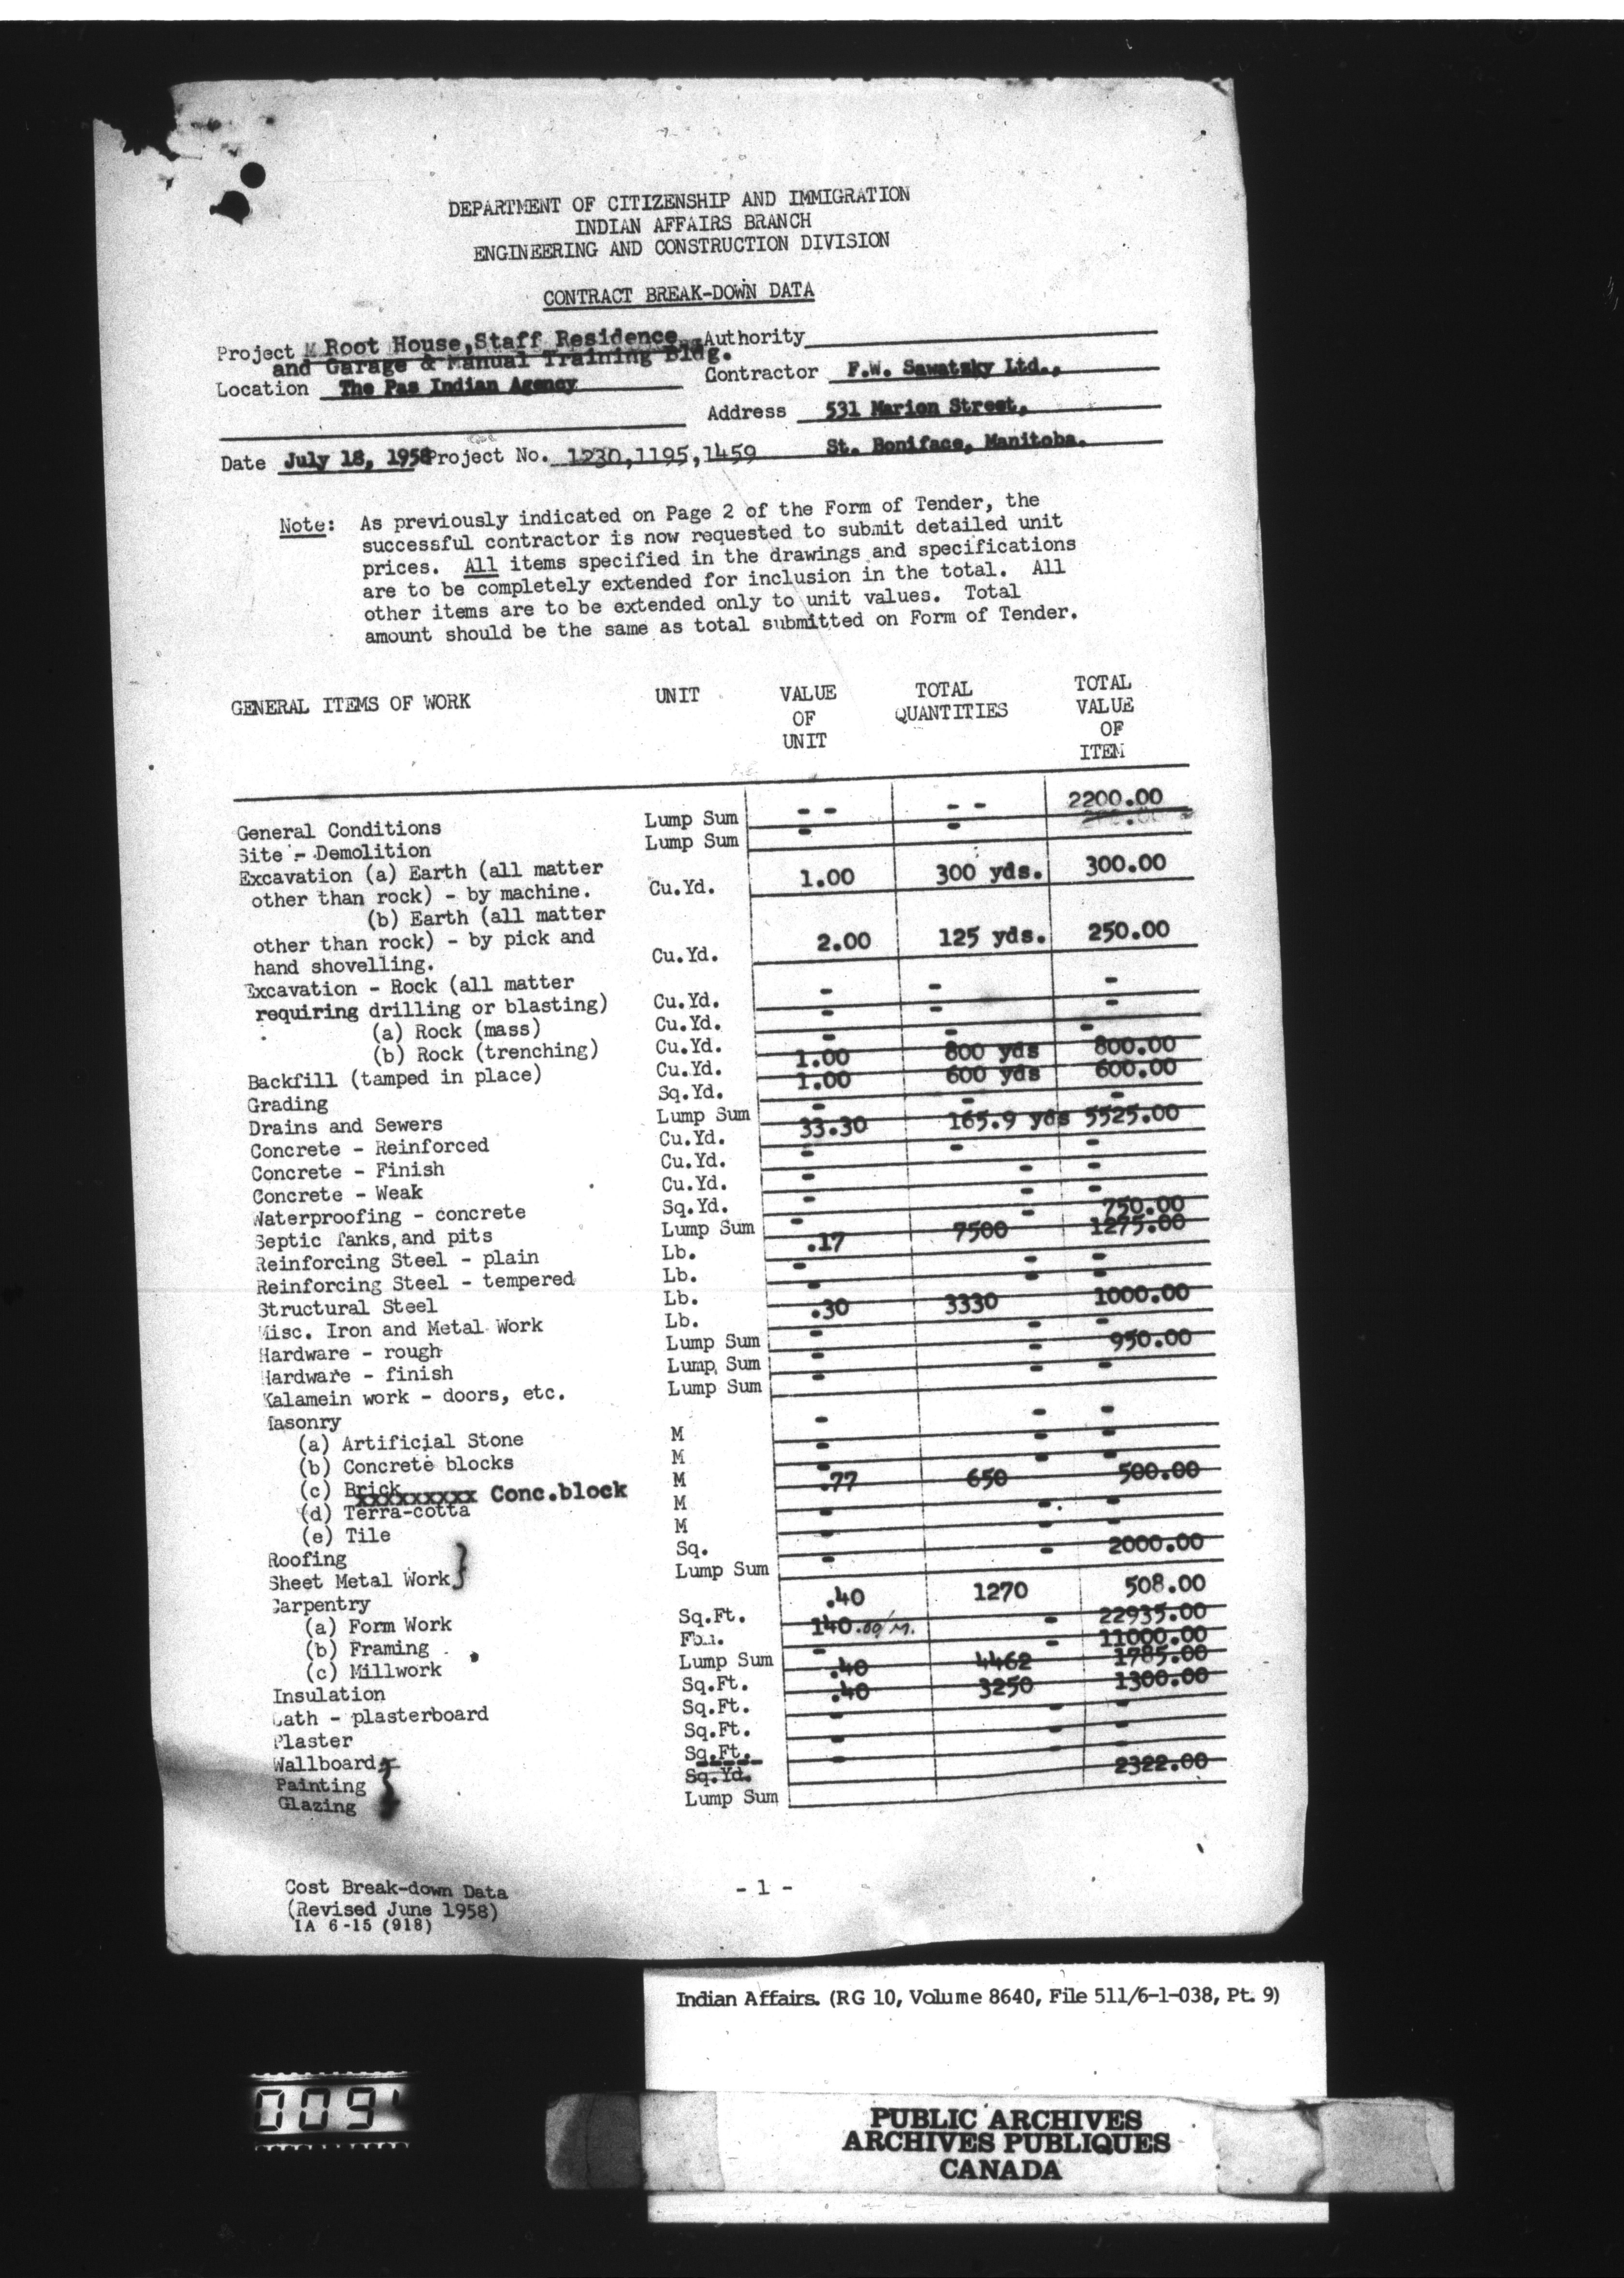 DEPARTMENT OF CITIZENSHIP AND IMMIGRATION
INDIAN AFFAIRS BRANCH
ENGINEERING AND CONSTRUCTION DIVISION
CONTRACT BREAK-DOWN DATA
Project Root House,Staff Residence Authority
and Garage & Manual Training Bldg.
Location The Pas Indian Agency Contractor F.W. Sawatzky Ltd.,
Address 531 Marion Street,
Date July 18, 1958 Project No. 1230,1195,1459 St. Boniface, Manitoba.
Note: As previously indicated on Page 2 of the Form of Tender, the
successful contractor is now requested to submit detailed unit
prices. All items specified in the drawings and specifications
are to be completely extended for inclusion in the total. All
other items are to be extended only to unit values. Total
amount should be the same as total submitted on Form of Tender.
GENERAL ITEMS OF WORK UNIT VALUE OF UNIT TOTAL QUANTITIES TOTAL VALUE OF ITEM
General Conditions Lump Sum - - - - 2200.00
Site - Demolition Lump Sum - -
Excavation (a) Earth (all matter
other than rock) - by machine. Cu.Yd. 1.00 300 yds. 300.00
(b) Earth (all matter
other than rock) - by pick and
hand shovelling. Cu.Yd. 2.00 125 yds. 250.00
Excavation - Rock (all matter
requiring drilling or blasting) Cu.Yd. - - -
(a) Rock (mass) Cu.Yd. - - -
(b) Rock (trenching) Cu.Yd. - - -
Backfill (tamped in place) Cu.Yd. 1.00 800 yds 800.00
Grading Sq.Yd. 1.00 600 yds 600.00
Drains and Sewers Lump Sum - - -
Concrete - Reinforced Cu.Yd. 33.30 165.9 yds 5525.00
Concrete - Finish Cu.Yd. - - -
Concrete - Weak Cu.Yd. - - -
Waterproofing - concrete Sq.Yd. - - -
Septic Tanks,and pits Lump Sum - - 750.00
Reinforcing Steel - plain Lb. .17 7500 1275.00
Reinforcing Steel - tempered Lb. - - -
Structural Steel Lb. - - -
Misc. Iron and Metal Work Lb. .30 3330 1000.00
Hardware - rough Lump Sum - - -
Hardware - finish Lump Sum - - 950.00
Kalamein work - doors, etc. Lump Sum - - -
Masonry
(a) Artificial Stone M - - -
(b) Concrete blocks M - - -
(c) Brick M - - -
xxxxxxxxx Conc.block
(d) Terra-cotta M .77 650 500.00
(e) Tile M - - -
Roofing Sq. - - -
Sheet Metal Work Lump Sum - - 2000.00
Carpentry
(a) Form Work Sq.Ft. .40 1270 508.00
(b) Framing Fbm. 140.00/M. - 22935.00
(c) Millwork Lump Sum - - 11000.00
Insulation Sq.Ft. .40 4462 1785.00
Lath - plasterboard Sq.Ft. .40 3250 1300.00
Plaster Sq.Ft. - - -
Wallboard Sq.Ft. - - -
Painting Sq.Yd. -
Glazing Lump Sum 2322.00
Cost Break-down Data
(Revised June 1958)
IA 6-15 (918)
- 1 -
Indian Affairs. (RG 10, Volume 8640, File 511/6-1-038, Pt. 9)
009
PUBLIC ARCHIVES
ARCHIVES PUBLIQUES
CANADA